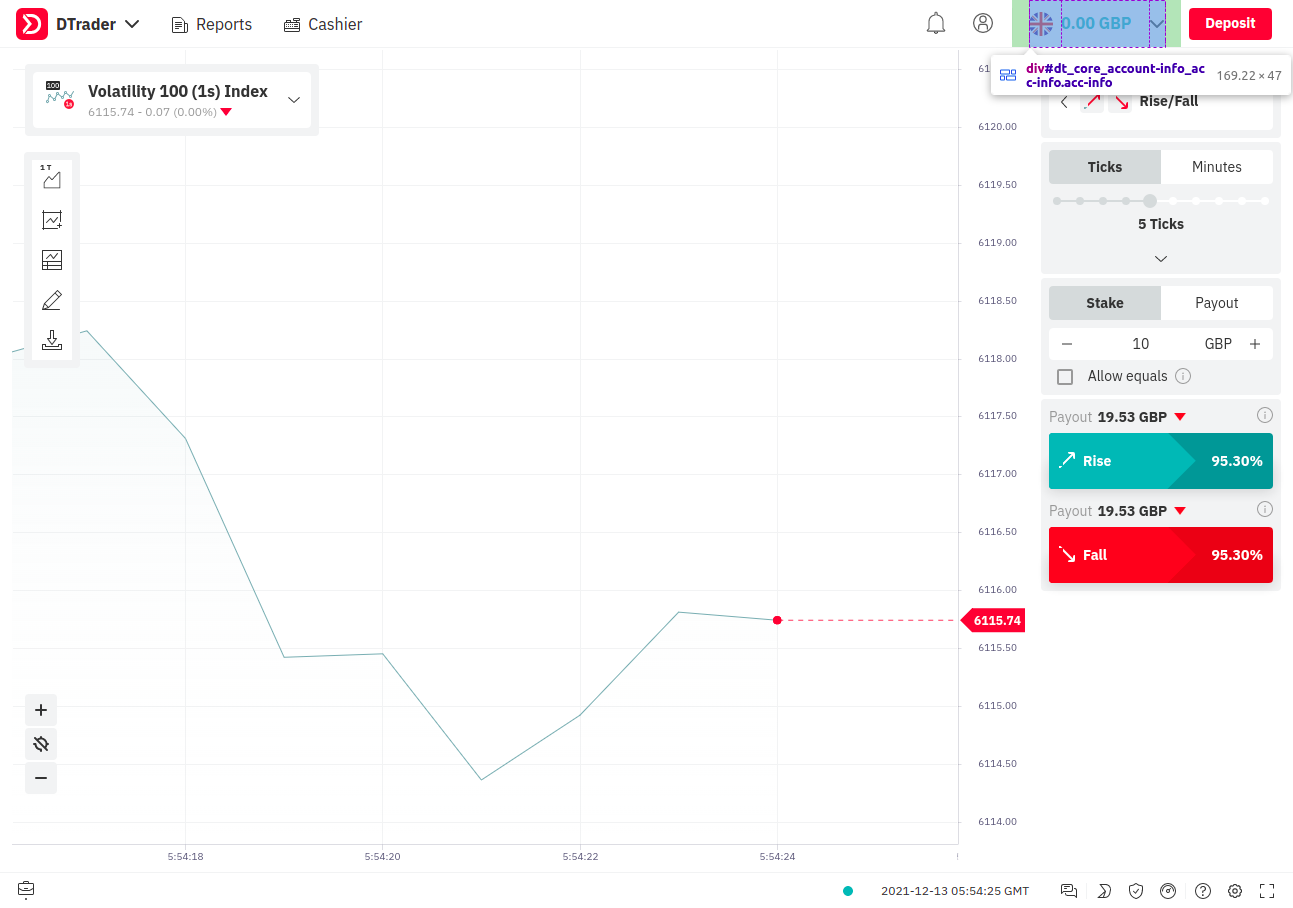 DTrader
Reports
Cashier
0.00 GBP
Deposit
div#dt_core_account-info_ac
c-info.acc-info
169.22 × 47
100
1s
Volatility 100 (1s) Index
6115.74 - 0.07 (0.00%)
Rise/Fall
1 T
6120.00
6119.50
6119.00
6118.50
6118.00
6117.50
6117.00
6116.50
6116.00
6115.74
6115.50
6115.00
6114.50
6114.00
Ticks
Minutes
5 Ticks
Stake
Payout
10
GBP
Allow equals
Payout 19.53 GBP
Rise
95.30%
Payout 19.53 GBP
Fall
95.30%
5:54:18
5:54:20
5:54:22
5:54:24
2021-12-13 05:54:25 GMT